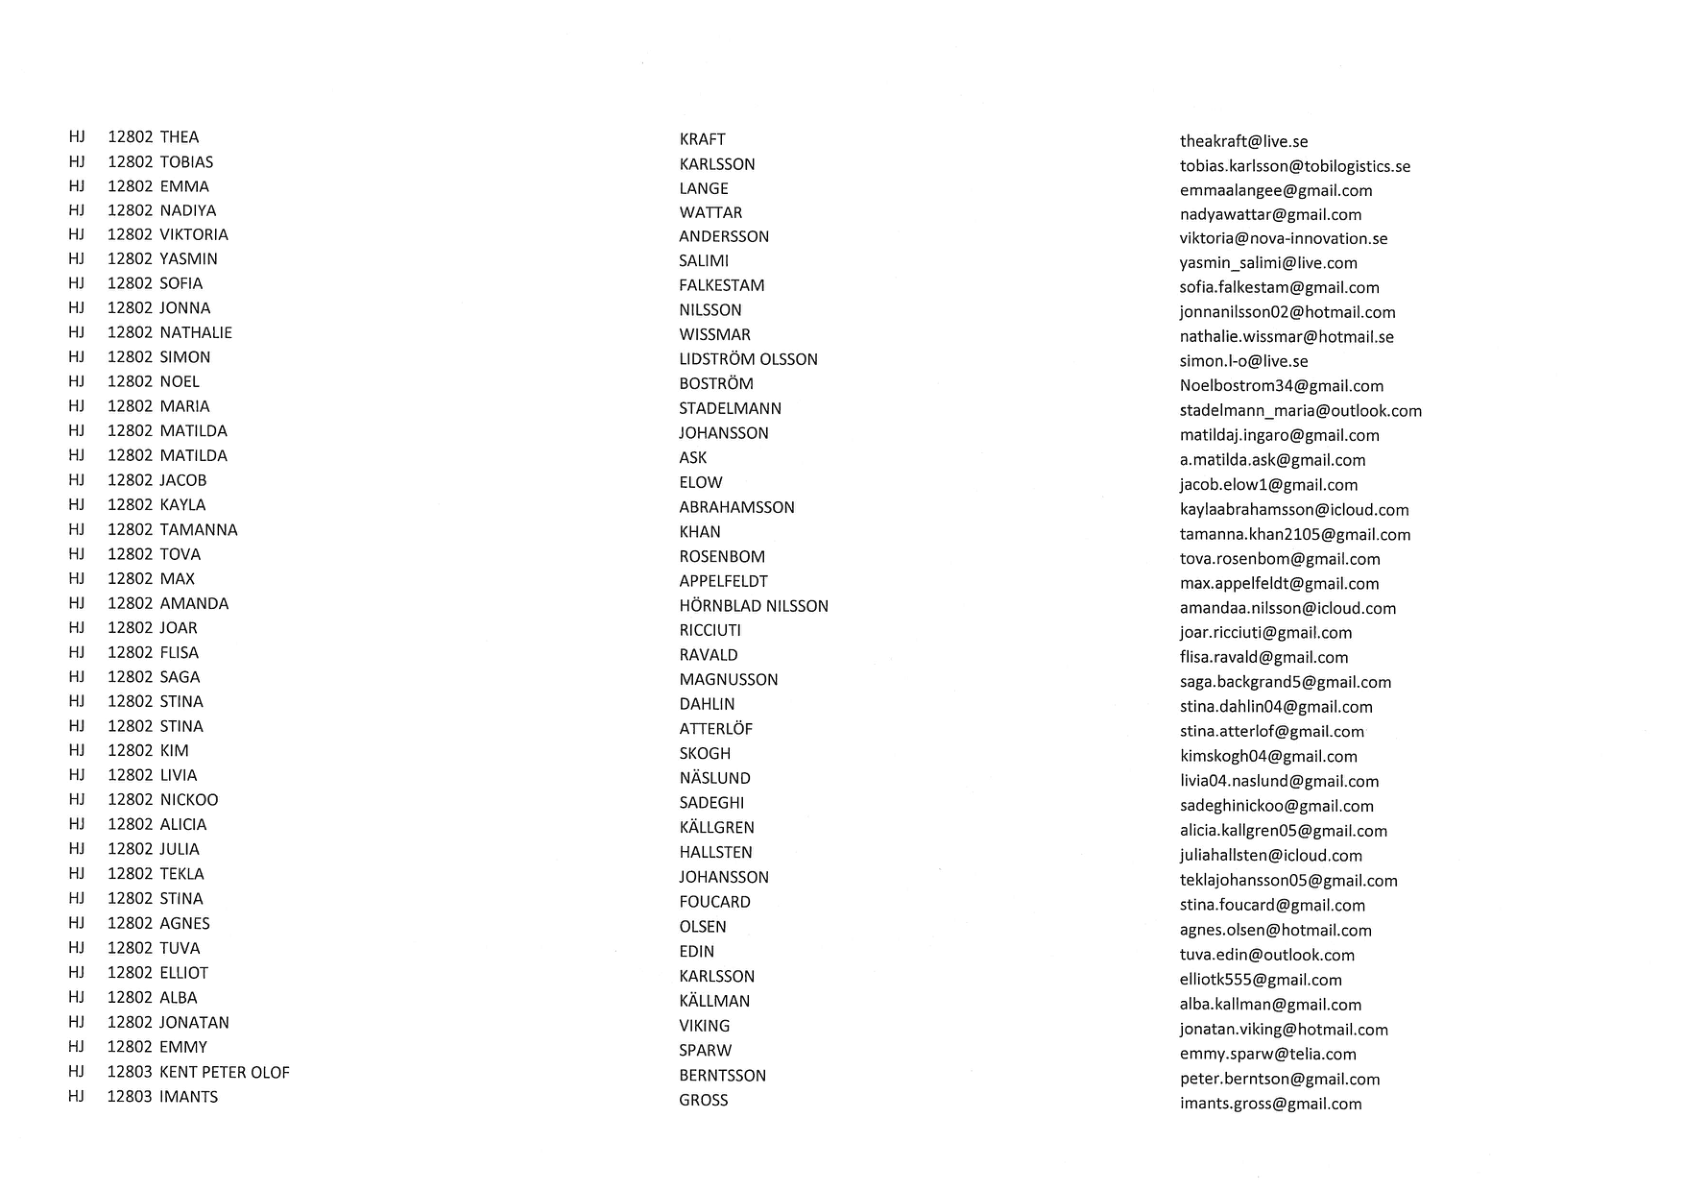 HJ 12802 THEA KRAFT theakraft@live.se
HJ 12802 TOBIAS KARLSSON tobias.karlsson@tobilogistics.se
HJ 12802 EMMA LANGE emmaalangee@gmail.com
HJ 12802 NADIYA WATTAR nadyawattar@gmail.com
HJ 12802 VIKTORIA ANDERSSON viktoria@nova-innovation.se
HJ 12802 YASMIN SALIMI yasmin_salimi@live.com
HJ 12802 SOFIA FALKESTAM sofia.falkestam@gmail.com
HJ 12802 JONNA NILSSON jonnanilsson02@hotmail.com
HJ 12802 NATHALIE WISSMAR nathalie.wissmar@hotmail.se
HJ 12802 SIMON LIDSTRÖM OLSSON simon.l-o@live.se
HJ 12802 NOEL BOSTRÖM Noelbostrom34@gmail.com
HJ 12802 MARIA STADELMANN stadelmann_maria@outlook.com
HJ 12802 MATILDA JOHANSSON matildaj.ingaro@gmail.com
HJ 12802 MATILDA ASK a.matilda.ask@gmail.com
HJ 12802 JACOB ELOW jacob.elow1@gmail.com
HJ 12802 KAYLA ABRAHAMSSON kaylaabrahamsson@icloud.com
HJ 12802 TAMANNA KHAN tamanna.khan2105@gmail.com
HJ 12802 TOVA ROSENBOM tova.rosenbom@gmail.com
HJ 12802 MAX APPELFELDT max.appelfeldt@gmail.com
HJ 12802 AMANDA HÖRNBLAD NILSSON amandaa.nilsson@icloud.com
HJ 12802 JOAR RICCIUTI joar.ricciuti@gmail.com
HJ 12802 FLISA RAVALD flisa.ravald@gmail.com
HJ 12802 SAGA MAGNUSSON saga.backgrand5@gmail.com
HJ 12802 STINA DAHLIN stina.dahlin04@gmail.com
HJ 12802 STINA ATTERLÖF stina.atterlof@gmail.com
HJ 12802 KIM SKOGH kimskogh04@gmail.com
HJ 12802 LIVIA NÄSLUND livia04.naslund@gmail.com
HJ 12802 NICKOO SADEGHI sadeghinickoo@gmail.com
HJ 12802 ALICIA KÄLLGREN alicia.kallgren05@gmail.com
HJ 12802 JULIA HALLSTEN juliahallsten@icloud.com
HJ 12802 TEKLA JOHANSSON teklajohansson05@gmail.com
HJ 12802 STINA FOUCARD stina.foucard@gmail.com
HJ 12802 AGNES OLSEN agnes.olsen@hotmail.com
HJ 12802 TUVA EDIN tuva.edin@outlook.com
HJ 12802 ELLIOT KARLSSON elliotk555@gmail.com
HJ 12802 ALBA KÄLLMAN alba.kallman@gmail.com
HJ 12802 JONATAN VIKING jonatan.viking@hotmail.com
HJ 12802 EMMY SPARW emmy.sparw@telia.com
HJ 12803 KENT PETER OLOF BERNTSSON peter.berntson@gmail.com
HJ 12803 IMANTS GROSS imants.gross@gmail.com